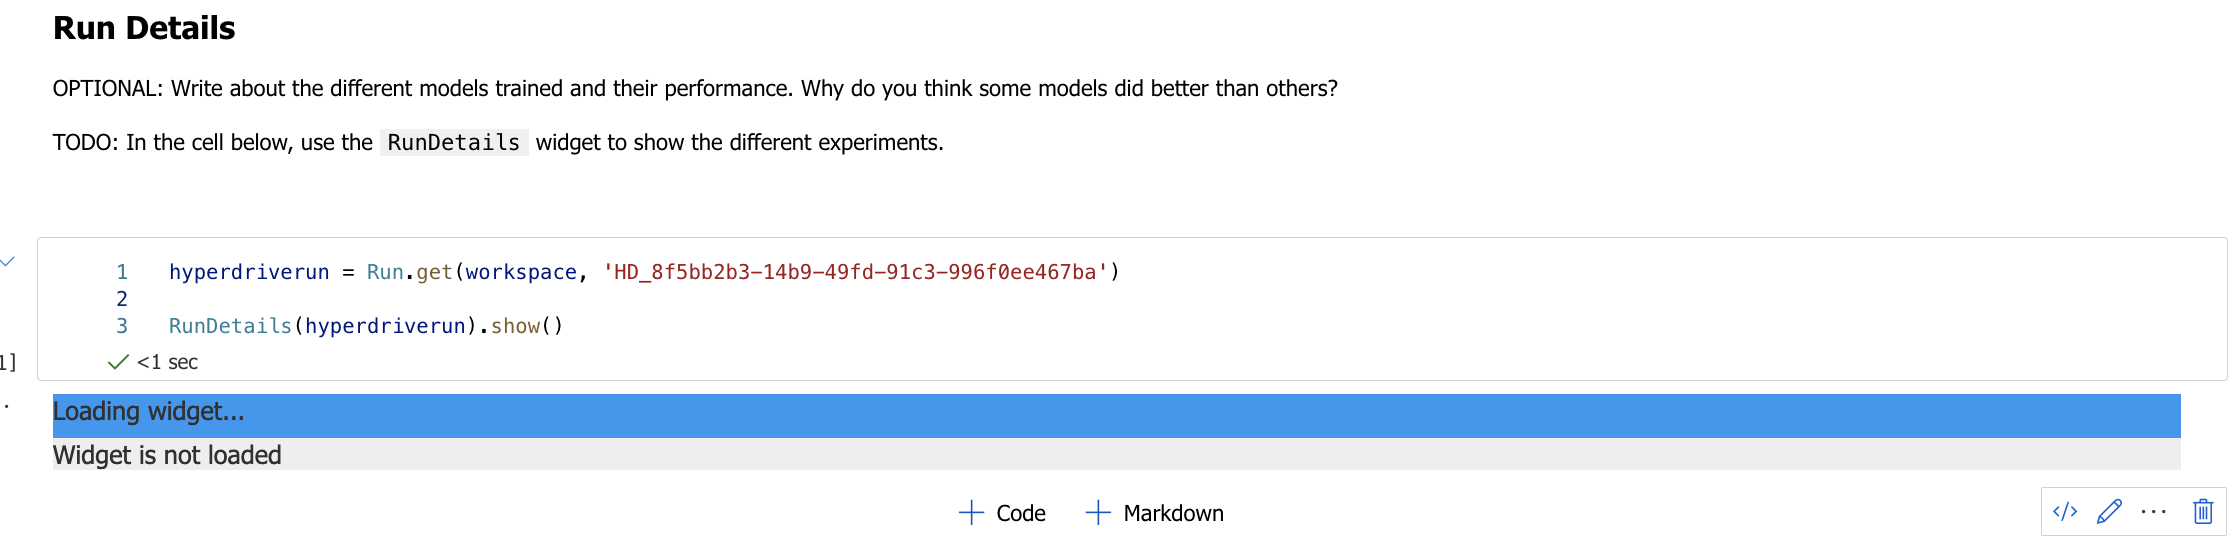 Run Details
OPTIONAL: Write about the different models trained and their performance. Why do you think some models did better than others?
TODO: In the cell below, use the RunDetails widget to show the different experiments.
1 hyperdriverun = Run.get(workspace, 'HD_8f5bb2b3-14b9-49fd-91c3-996f0ee467ba')
2
3 RunDetails(hyperdriverun).show()
1] <1 sec
Loading widget...
Widget is not loaded
Code Markdown